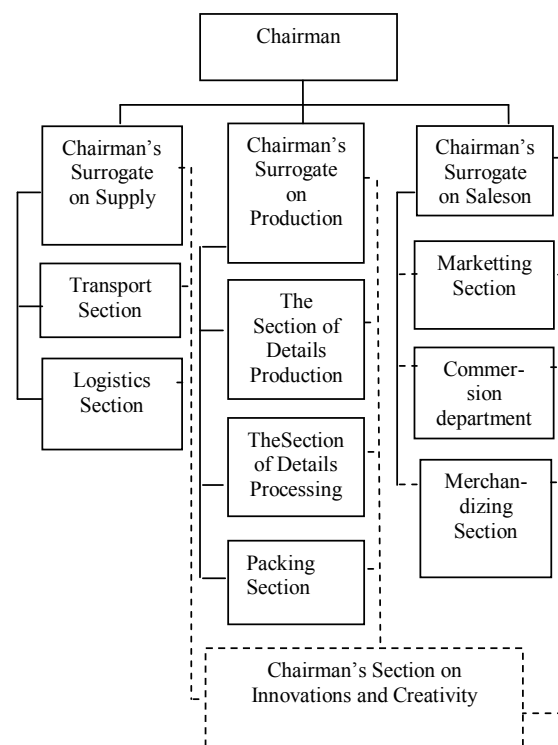 Chairman
Chairman's
Surrogate
on Supply
Transport
Section
Logistics
Section
Chairman's
Surrogate
on
Production
The
Section of
Details
Production
TheSection
of Details
Processing
Packing
Section
Chairman's
Surrogate
on Saleson
Marketting
Section
Commer-
sion
department
Merchan-
dizing
Section
Chairman's Section on
Innovations and Creativity